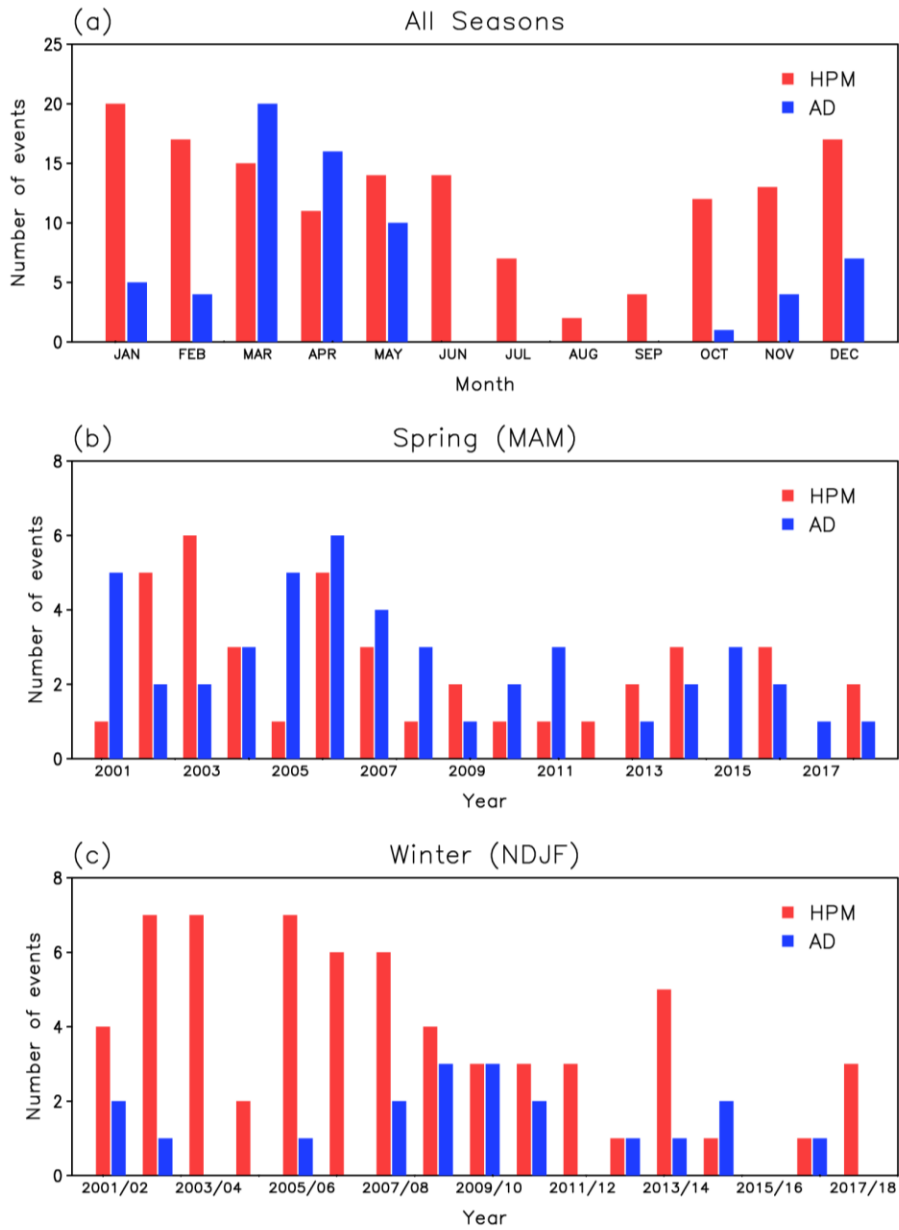 (a) All Seasons
25
20
15
10
5
0
Number of events
HPM
AD
JAN FEB MAR APR MAY JUN JUL AUG SEP OCT NOV DEC
Month
(b) Spring (MAM)
8
6
4
2
0
Number of events
HPM
AD
2001 2003 2005 2007 2009 2011 2013 2015 2017
Year
(c) Winter (NDJF)
8
6
4
2
0
Number of events
HPM
AD
2001/02 2003/04 2005/06 2007/08 2009/10 2011/12 2013/14 2015/16 2017/18
Year